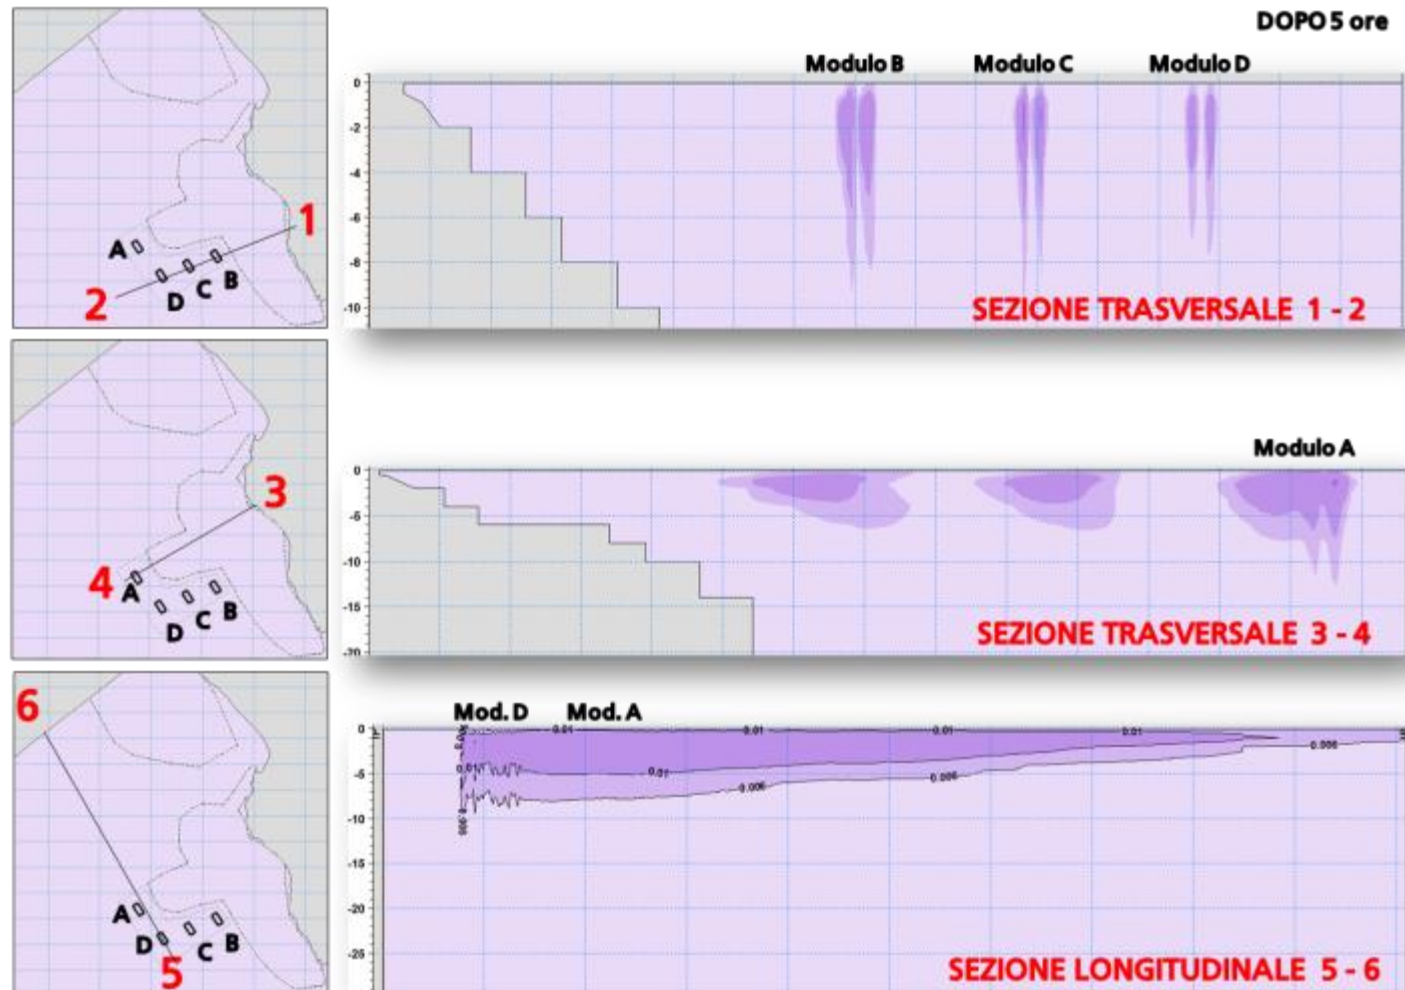 DOPO 5 ore
Modulo B Modulo C Modulo D
0
-2
-4
-6
-8
-10
1
A
B
C
D
2
SEZIONE TRASVERSALE 1 - 2
Modulo A
0
-5
-10
-15
-20
3
4
A
B
C
D
SEZIONE TRASVERSALE 3 - 4
6
Mod. D Mod. A
0
-5
-10
-15
-20
-25
0.01 0.01 0.01 0.01
0.01
0.006 0.006 0.006
A
D C B
5
SEZIONE LONGITUDINALE 5 - 6